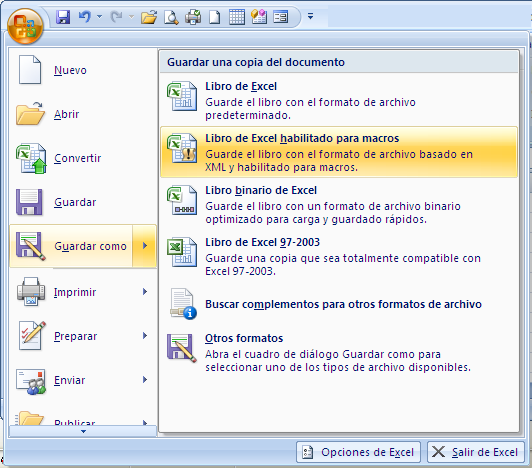 Nuevo
Abrir
Convertir
Guardar
Guardar como
Imprimir
Preparar
Enviar
Publicar
Guardar una copia del documento
Libro de Excel
Guarde el libro con el formato de archivo
predeterminado.
Libro de Excel habilitado para macros
Guarde el libro con el formato de archivo basado en
XML y habilitado para macros.
Libro binario de Excel
Guarde el libro con un formato de archivo binario
optimizado para carga y guardado rápidos.
Libro de Excel 97-2003
Guarde una copia que sea totalmente compatible con
Excel 97-2003.
Buscar complementos para otros formatos de archivo
Otros formatos
Abra el cuadro de diálogo Guardar como para
seleccionar uno de los tipos de archivo disponibles.
Opciones de Excel
Salir de Excel